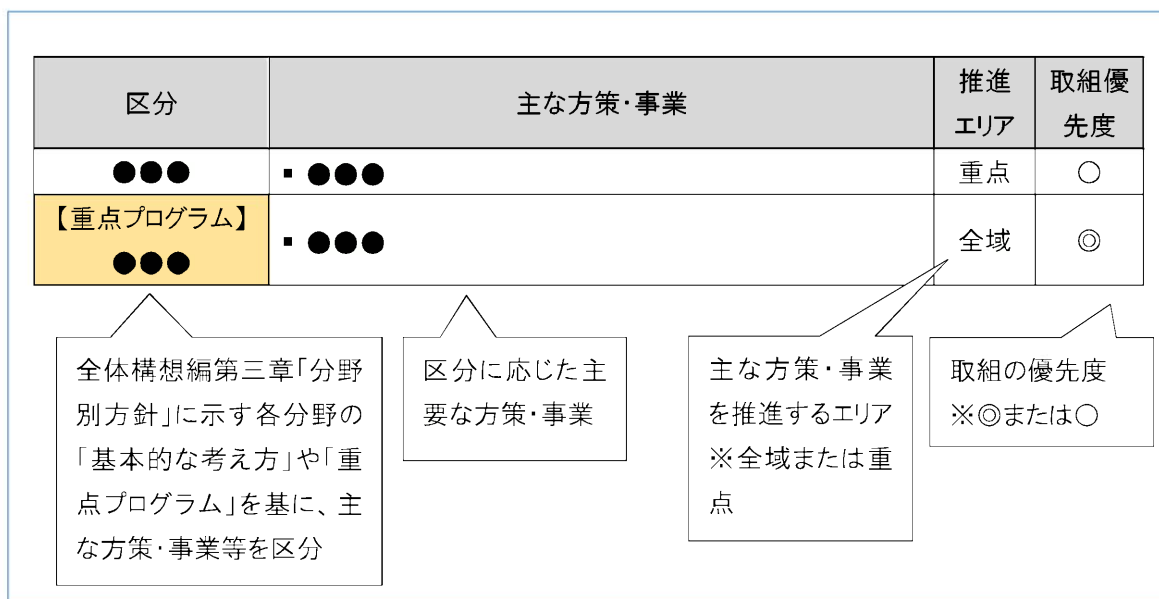 区分
主な方策・事業
推進
エリア
取組優
先度
●●●
▪ ●●●
重点
○
【重点プログラム】
●●●
▪ ●●●
全域
◎
全体構想編第三章「分野
別方針」に示す各分野の
「基本的な考え方」や「重
点プログラム」を基に、主
な方策・事業等を区分
区分に応じた主
要な方策・事業
主な方策・事業
を推進するエリア
※全域または重
点
取組の優先度
※◎または○